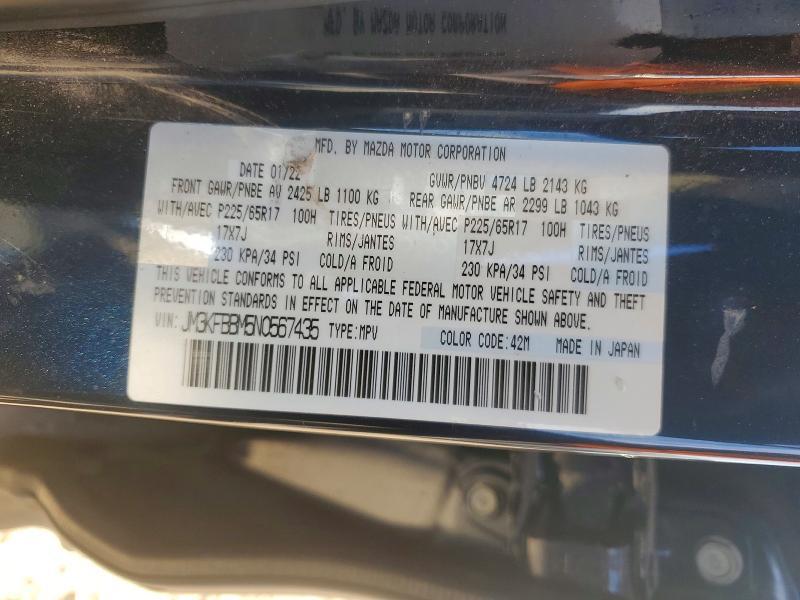 MFD. BY MAZDA MOTOR CORPORATION
DATE 01/22 GVWR/PNBV 4724 LB 2143 KG
FRONT GAWR/PNBE AV 2425 LB 1100 KG REAR GAWR/PNBE AR 2299 LB 1043 KG
WITH/AVEC P225/65R17 100H TIRES/PNEUS WITH/AVEC P225/65R17 100H TIRES/PNEUS
17X7J RIMS/JANTES 17X7J RIMS/JANTES
230 KPA/34 PSI COLD/A FROID 230 KPA/34 PSI COLD/A FROID
THIS VEHICLE CONFORMS TO ALL APPLICABLE FEDERAL MOTOR VEHICLE SAFETY AND THEFT
PREVENTION STANDARDS IN EFFECT ON THE DATE OF MANUFACTURE SHOWN ABOVE.
VIN: JM3KFBBM5N0567435 TYPE:MPV COLOR CODE:42M MADE IN JAPAN